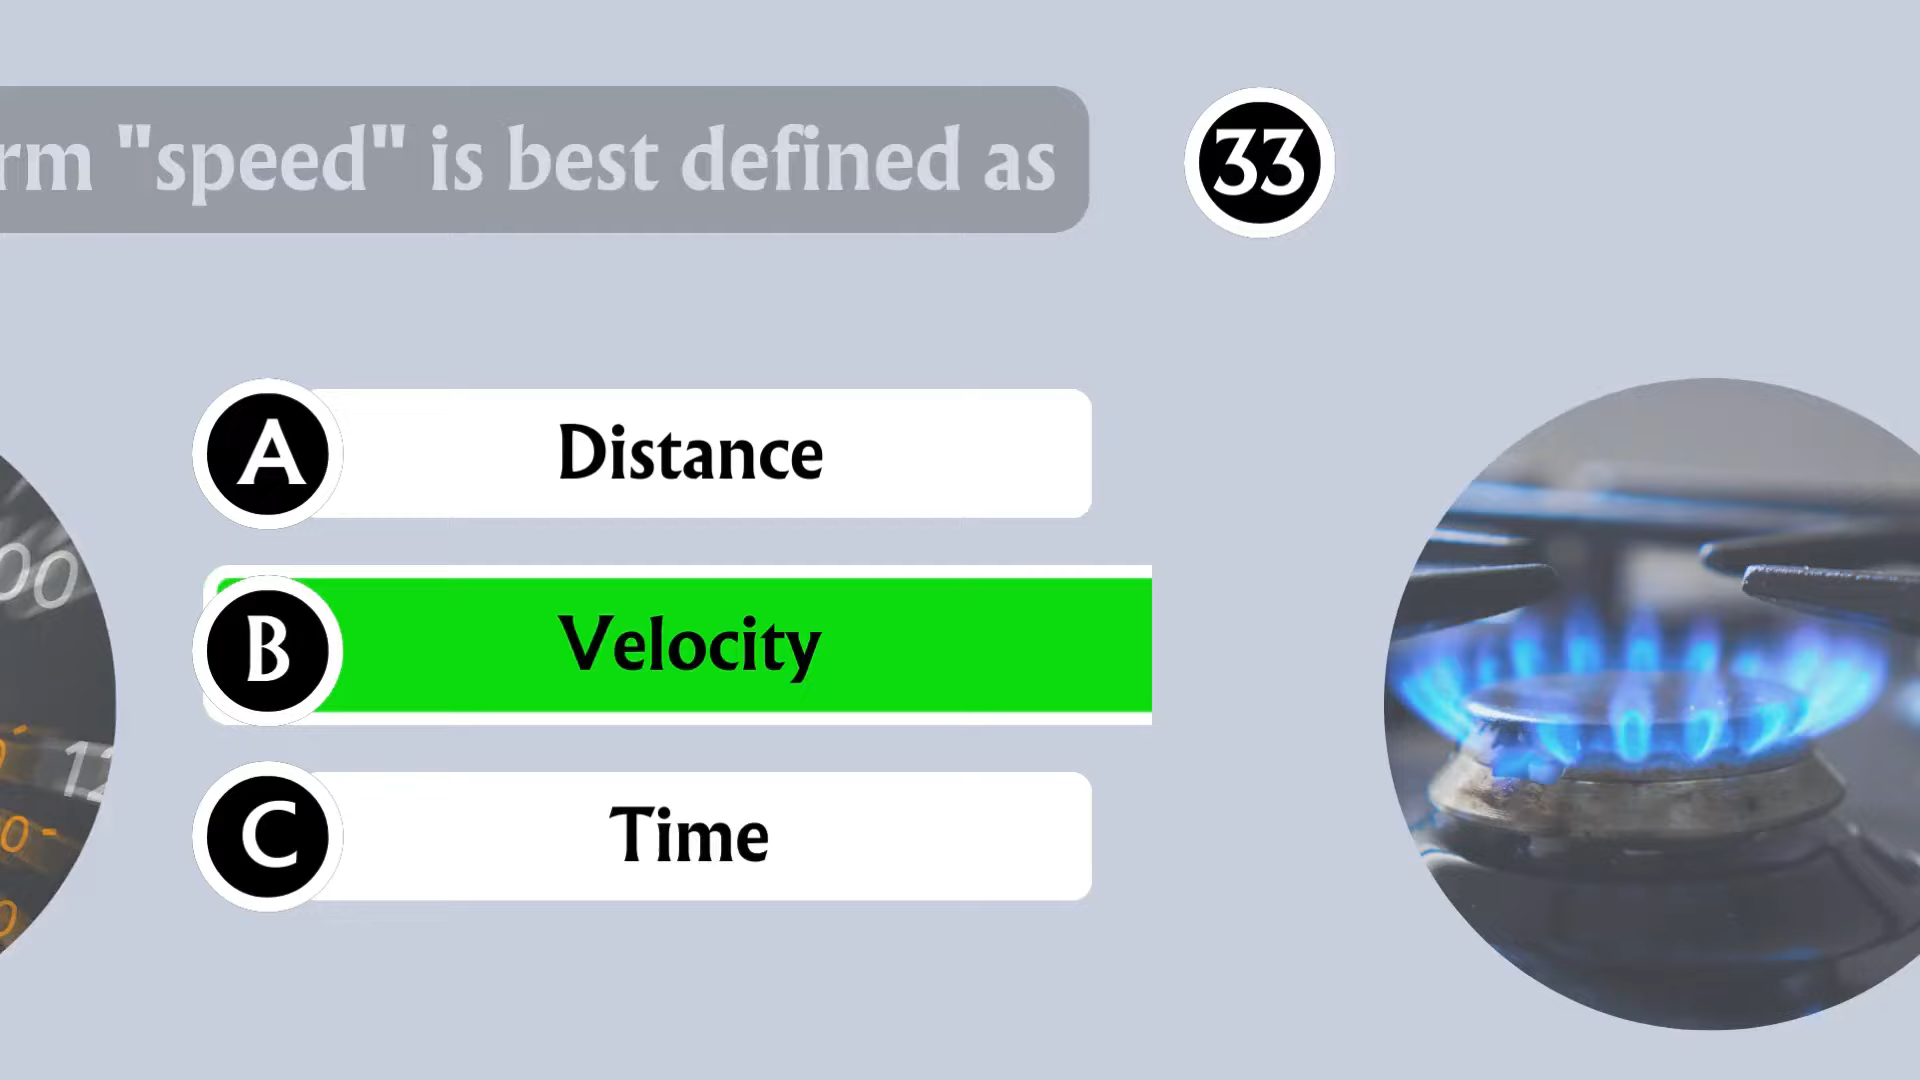 rm "speed" is best defined as
33
A Distance
B Velocity
C Time